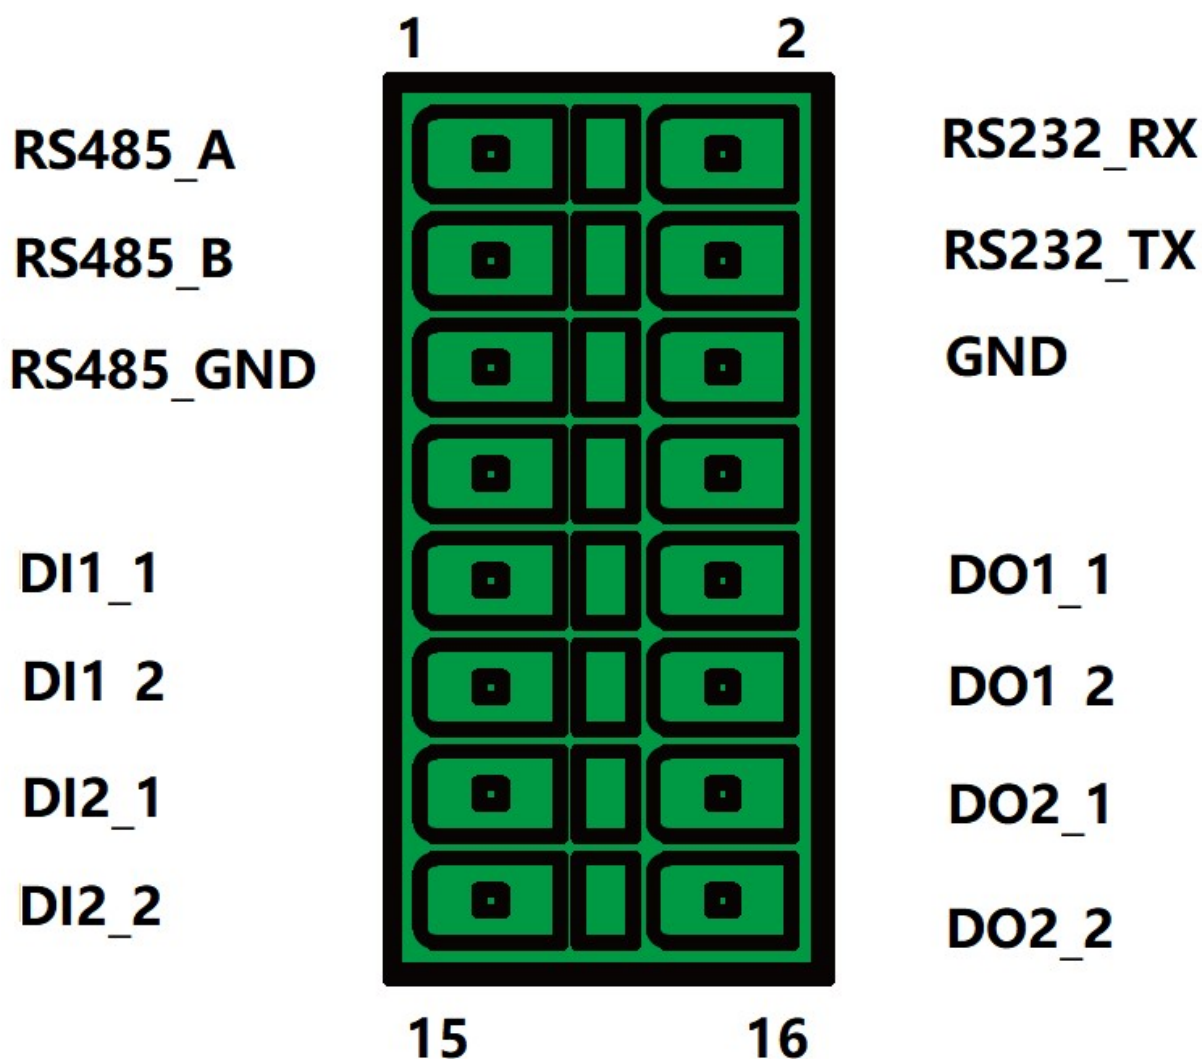 1 2
RS485_A RS232_RX
RS485_B RS232_TX
RS485_GND GND
DI1_1 DO1_1
DI1 2 DO1 2
DI2_1 DO2_1
DI2_2 DO2_2
15 16